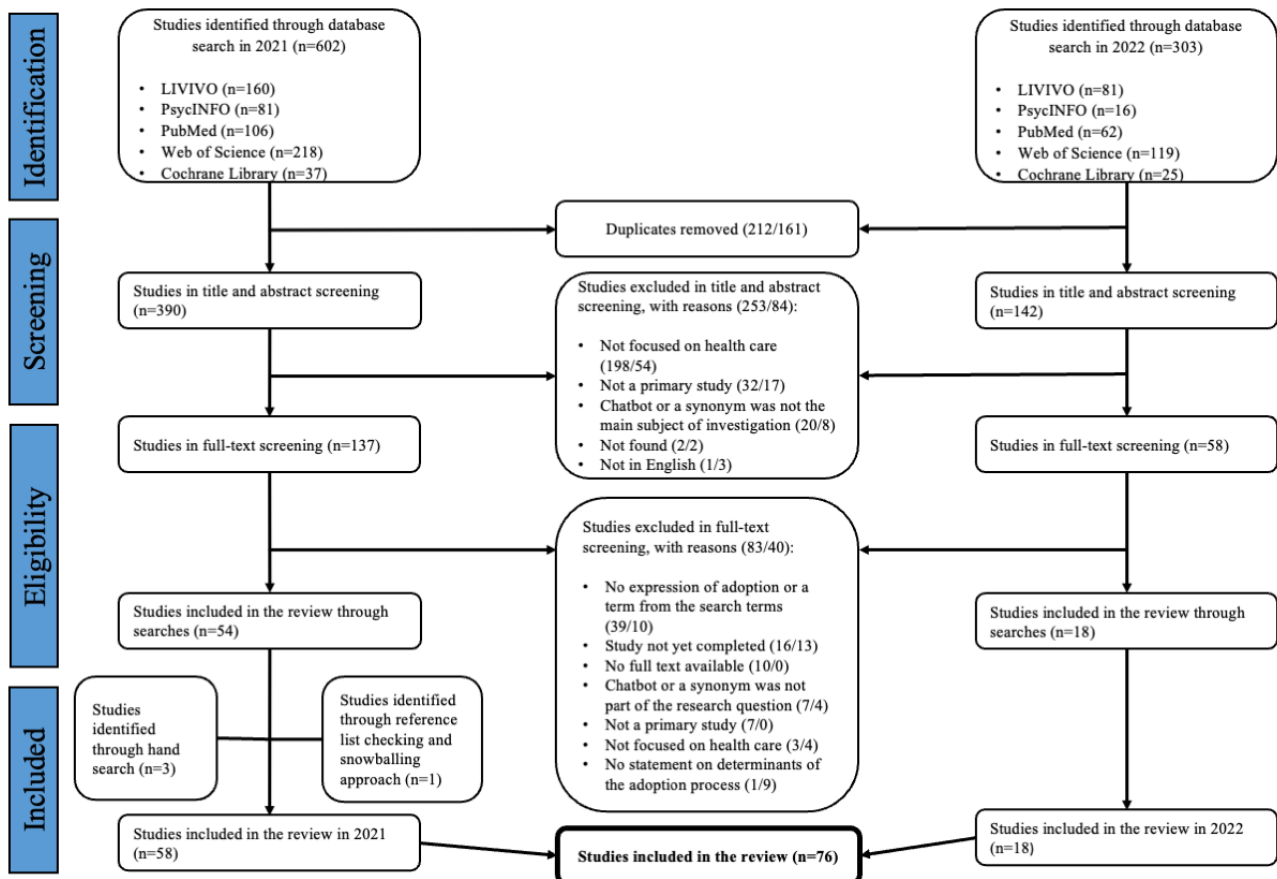 Identification
Studies identified through database
search in 2021 (n=602)
• LIVIVO (n=160)
• PsycINFO (n=81)
• PubMed (n=106)
• Web of Science (n=218)
• Cochrane Library (n=37)
Studies identified through database
search in 2022 (n=303)
• LIVIVO (n=81)
• PsycINFO (n=16)
• PubMed (n=62)
• Web of Science (n=119)
• Cochrane Library (n=25)
Duplicates removed (212/161)
Screening
Studies in title and abstract screening
(n=390)
Studies excluded in title and abstract
screening, with reasons (253/84):
• Not focused on health care
(198/54)
• Not a primary study (32/17)
• Chatbot or a synonym was not the
main subject of investigation (20/8)
• Not found (2/2)
• Not in English (1/3)
Studies in title and abstract screening
(n=142)
Eligibility
Studies in full-text screening (n=137)
Studies in full-text screening (n=58)
Studies excluded in full-text
screening, with reasons (83/40):
• No expression of adoption or a
term from the search terms
(39/10)
• Study not yet completed (16/13)
• No full text available (10/0)
• Chatbot or a synonym was not
part of the research question (7/4)
• Not a primary study (7/0)
• Not focused on health care (3/4)
• No statement on determinants of
the adoption process (1/9)
Studies included in the review through
searches (n=54)
Studies included in the review through
searches (n=18)
Included
Studies
identified
through hand
search (n=3)
Studies identified
through reference
list checking and
snowballing
approach (n=1)
Studies included in the review in 2021
(n=58)
Studies included in the review (n=76)
Studies included in the review in 2022
(n=18)